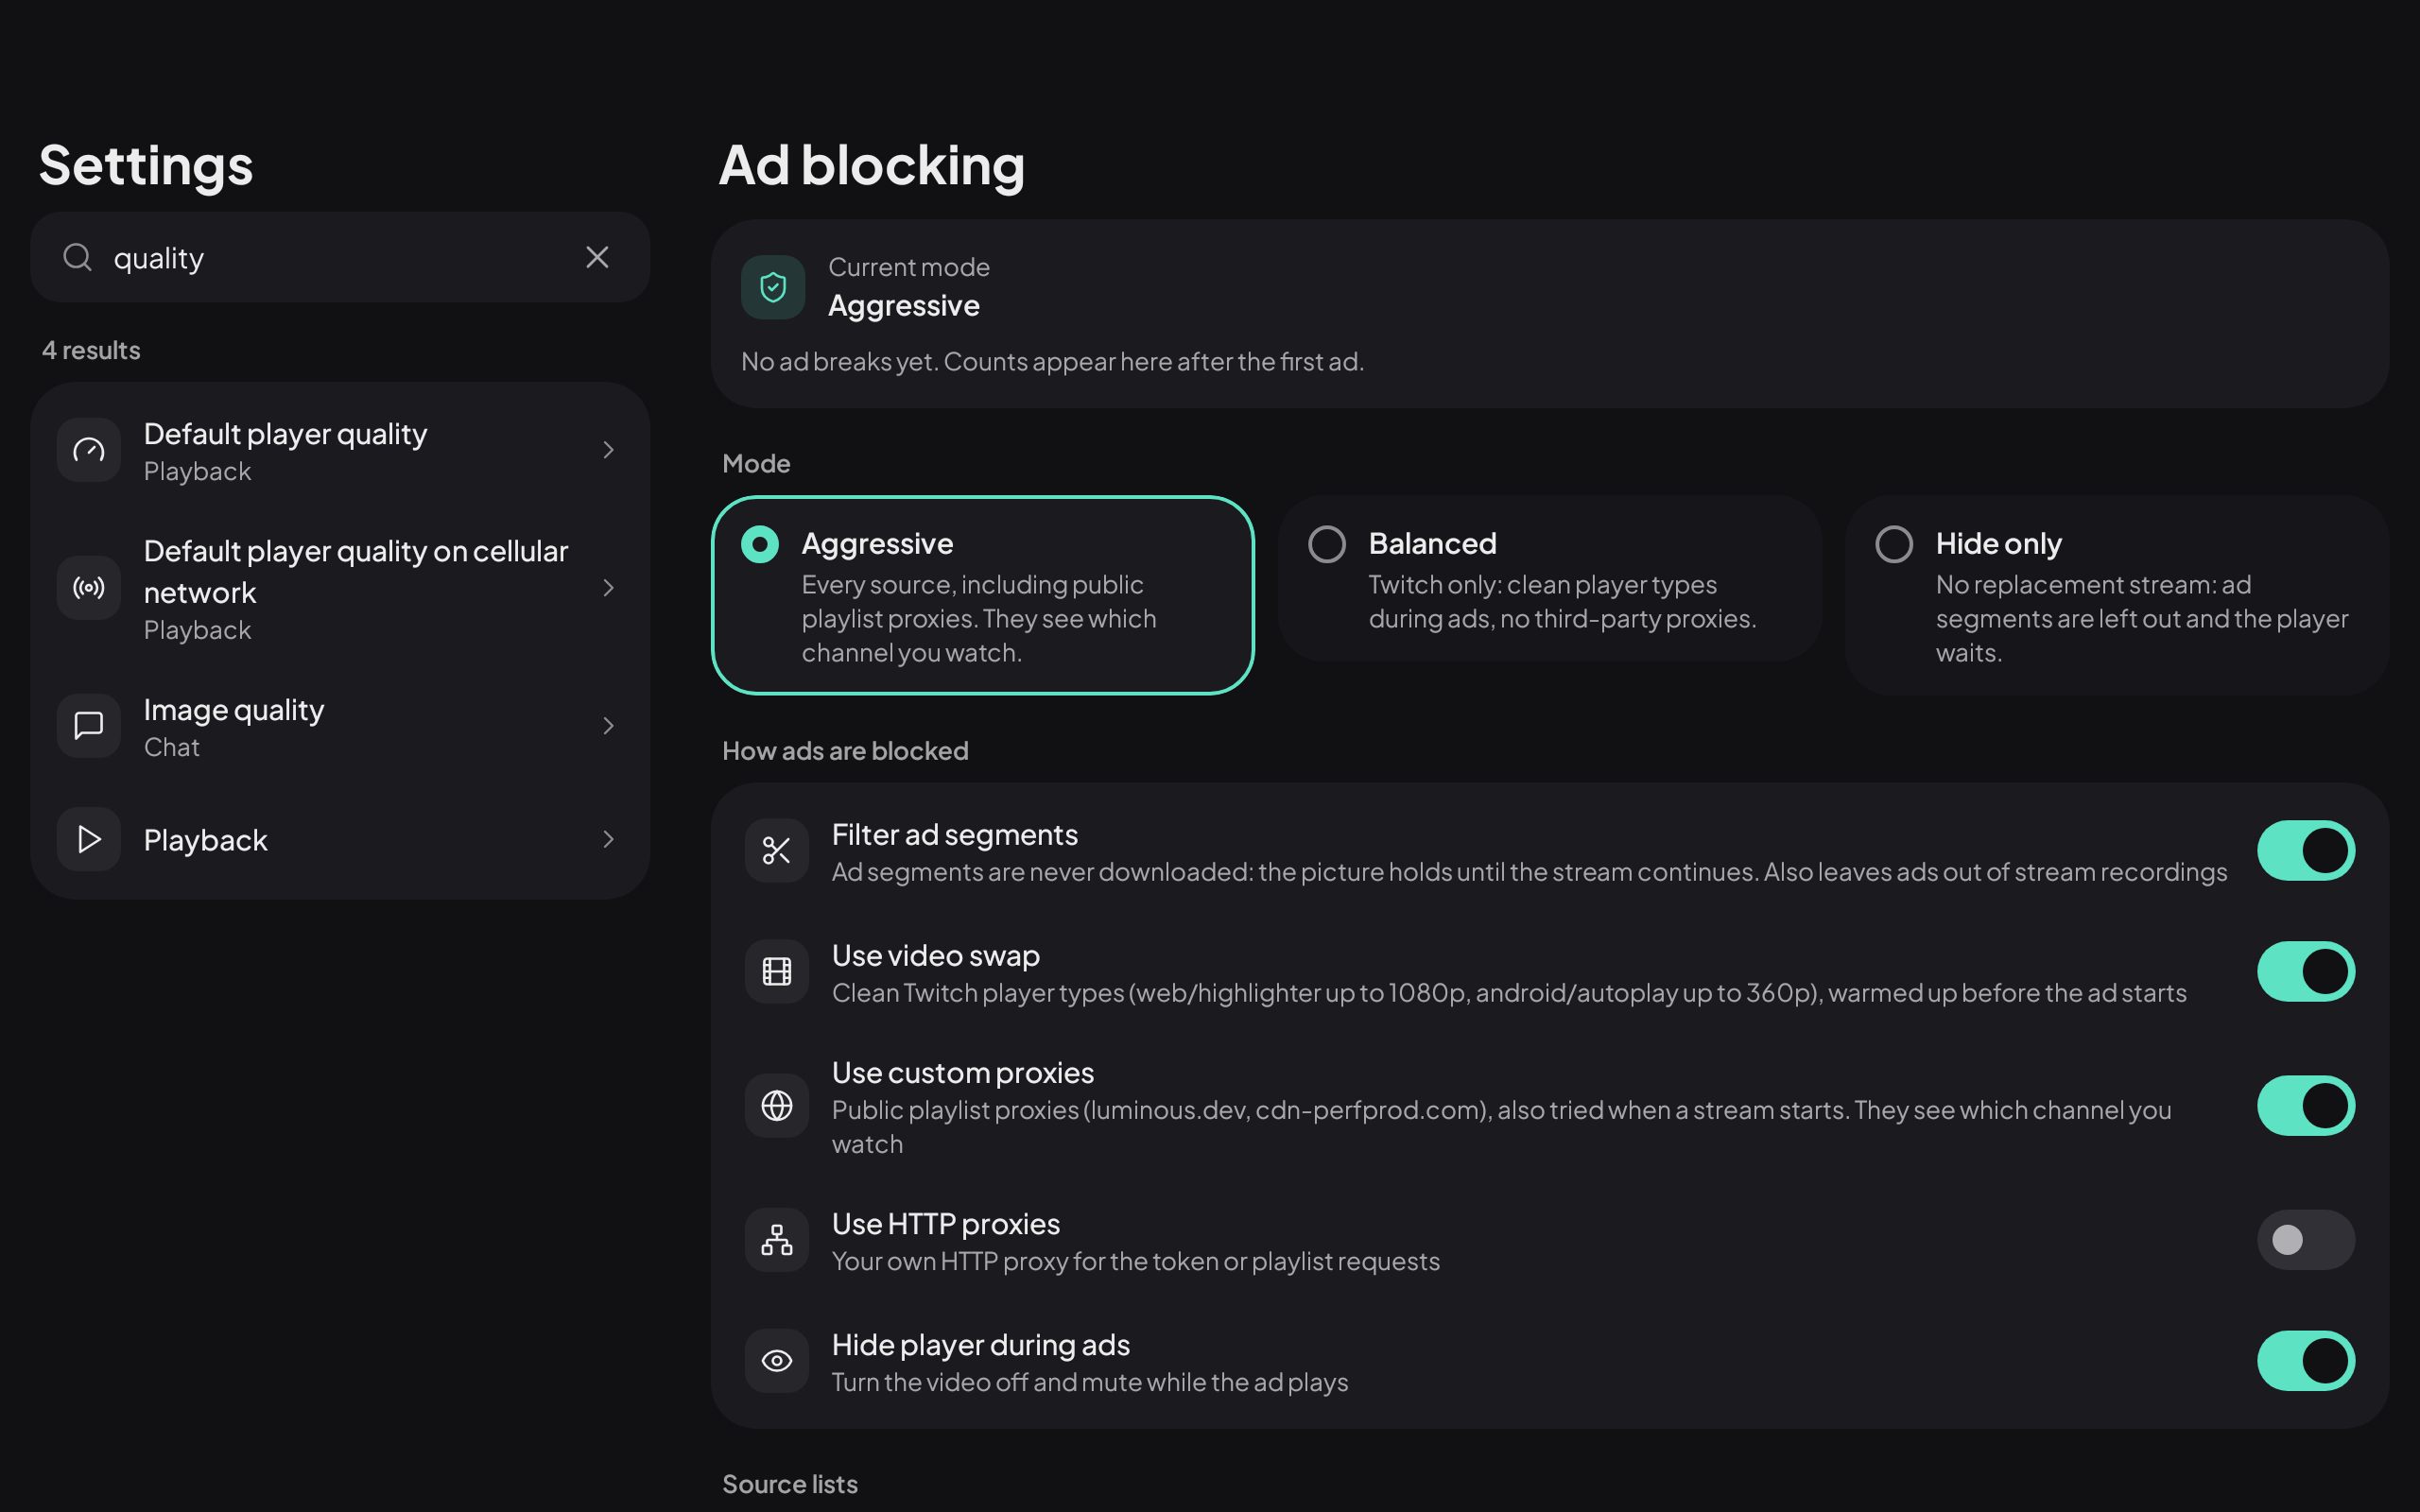 Settings
quality
4 results
Default player quality
Playback
Default player quality on cellular
network
Playback
Image quality
Chat
Playback
Ad blocking
Current mode
Aggressive
No ad breaks yet. Counts appear here after the first ad.
Mode
Aggressive
Every source, including public
playlist proxies. They see which
channel you watch.
Balanced
Twitch only: clean player types
during ads, no third-party proxies.
Hide only
No replacement stream: ad
segments are left out and the player
waits.
How ads are blocked
Filter ad segments
Ad segments are never downloaded: the picture holds until the stream continues. Also leaves ads out of stream recordings
Use video swap
Clean Twitch player types (web/highlighter up to 1080p, android/autoplay up to 360p), warmed up before the ad starts
Use custom proxies
Public playlist proxies (luminous.dev, cdn-perfprod.com), also tried when a stream starts. They see which channel you
watch
Use HTTP proxies
Your own HTTP proxy for the token or playlist requests
Hide player during ads
Turn the video off and mute while the ad plays
Source lists